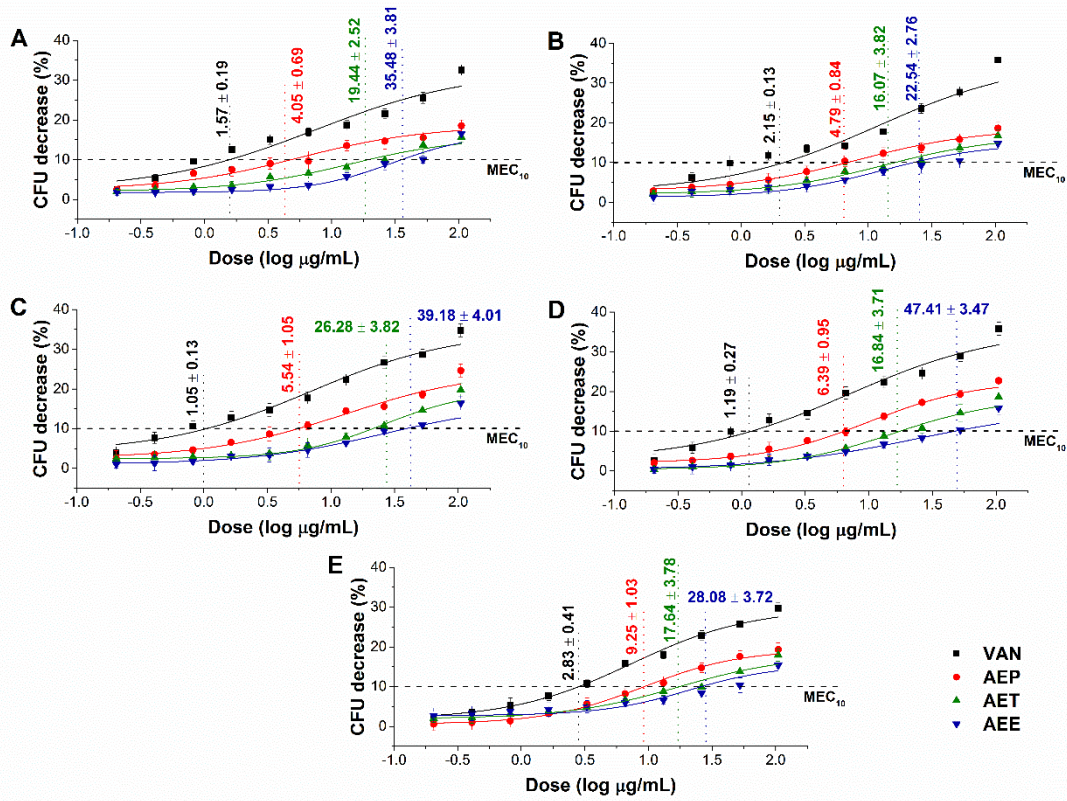 A
CFU decrease (%)
40
30
20
10
0
1.57 ± 0.19
4.05 ± 0.69
19.44 ± 2.52
35.48 ± 3.81
MEC10
-1.0 -0.5 0.0 0.5 1.0 1.5 2.0
Dose (log μg/mL)
B
CFU decrease (%)
40
30
20
10
0
2.15 ± 0.13
4.79 ± 0.84
16.07 ± 3.82
22.54 ± 2.76
MEC10
-1.0 -0.5 0.0 0.5 1.0 1.5 2.0
Dose (log μg/mL)
C
CFU decrease (%)
40
30
20
10
0
1.05 ± 0.13
5.54 ± 1.05
26.28 ± 3.82
39.18 ± 4.01
MEC10
-1.0 -0.5 0.0 0.5 1.0 1.5 2.0
Dose (log μg/mL)
D
CFU decrease (%)
40
30
20
10
0
1.19 ± 0.27
6.39 ± 0.95
16.84 ± 3.71
47.41 ± 3.47
MEC10
-1.0 -0.5 0.0 0.5 1.0 1.5 2.0
Dose (log μg/mL)
E
CFU decrease (%)
40
30
20
10
0
2.83 ± 0.41
9.25 ± 1.03
17.64 ± 3.78
28.08 ± 3.72
MEC10
-1.0 -0.5 0.0 0.5 1.0 1.5 2.0
Dose (log μg/mL)
VAN
AEP
AET
AEE